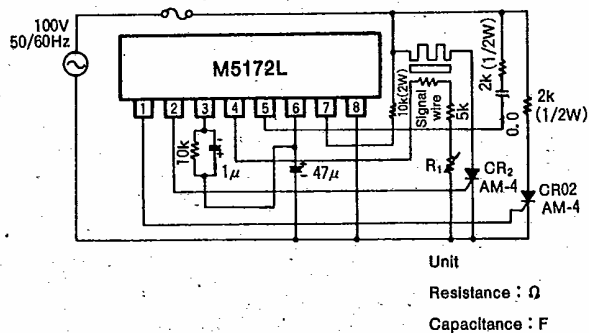 100V
50/60Hz
M5172L
1 2 3 4 5 6 7 8
10k
1μ
47μ
10k(2W)
Signal
wire
5k
R₁
2k (1/2W)
0.0
2k
(1/2W)
CR₂
AM-4
CR02
AM-4
Unit
Resistance : Ω
Capacitance : F